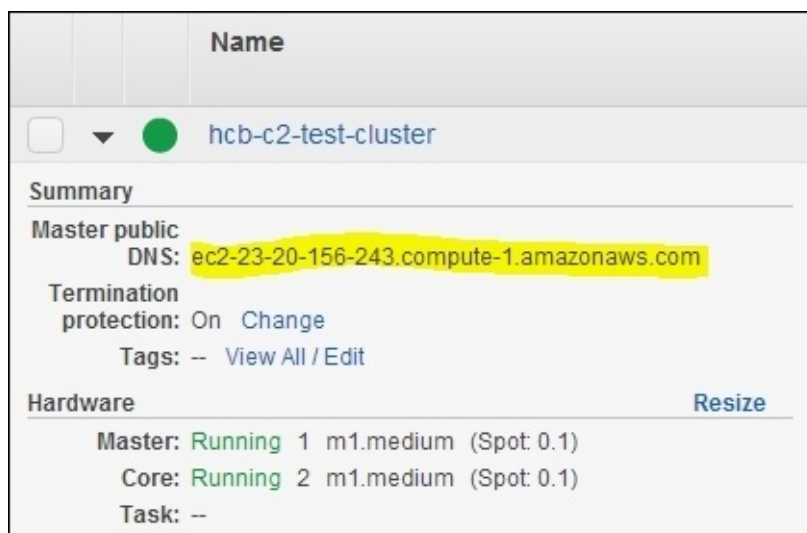 Name
hcb-c2-test-cluster
Summary
Master public
DNS: ec2-23-20-156-243.compute-1.amazonaws.com
Termination
protection: On Change
Tags: -- View All / Edit
Hardware Resize
Master: Running 1 m1.medium (Spot: 0.1)
Core: Running 2 m1.medium (Spot: 0.1)
Task: --